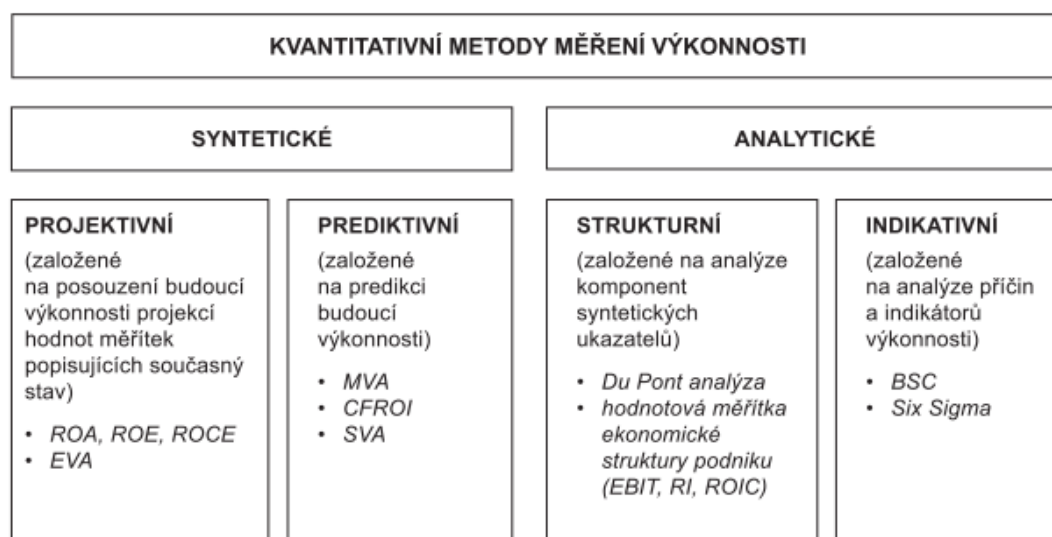 KVANTITATIVNÍ METODY MĚŘENÍ VÝKONNOSTI
SYNTETICKÉ
ANALYTICKÉ
PROJEKTIVNÍ
(založené
na posouzení budoucí
výkonnosti projekcí
hodnot měřítek
popisujících současný
stav)
• ROA, ROE, ROCE
• EVA
PREDIKTIVNÍ
(založené
na predikci
budoucí
výkonnosti)
• MVA
• CFROI
• SVA
STRUKTURNÍ
(založené na analýze
komponent
syntetických
ukazatelů)
• Du Pont analýza
• hodnotová měřítka
ekonomické
struktury podniku
(EBIT, RI, ROIC)
INDIKATIVNÍ
(založené
na analýze příčin
a indikátorů
výkonnosti)
• BSC
• Six Sigma